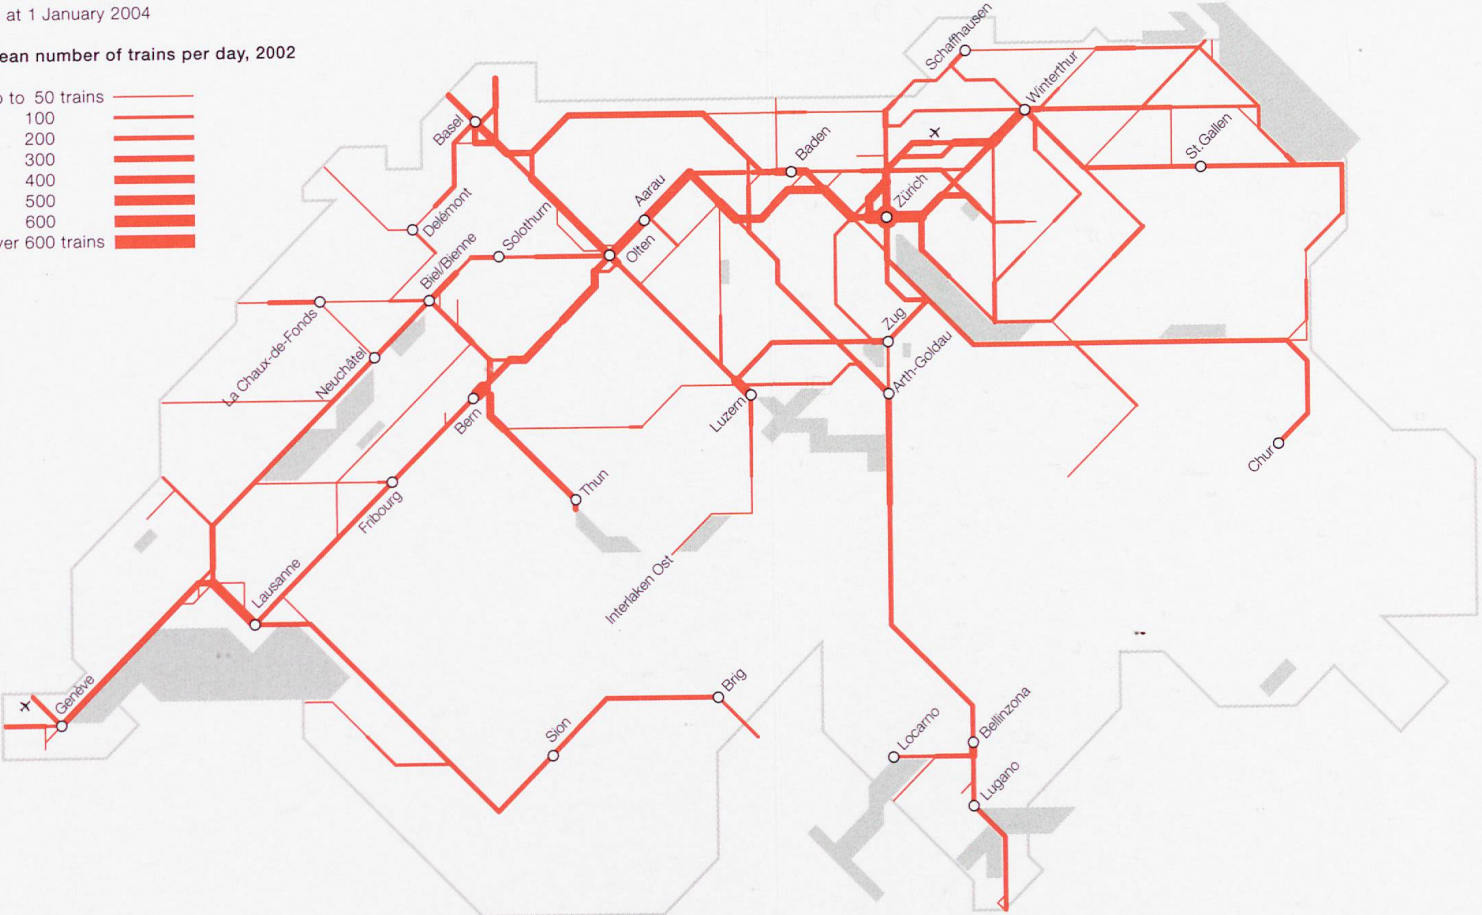 at 1 January 2004
ean number of trains per day, 2002
to 50 trains
100
200
300
400
500
600
er 600 trains
Schaffhausen
Winterthur
Basel
Baden
St.Gallen
Aarau
Zürich
Delémont
Solothurn
Olten
Biel/Bienne
La Chaux-de-Fonds
Neuchâtel
Zug
Arth-Goldau
Bern
Luzern
Chur
Thun
Fribourg
Interlaken Ost
Lausanne
Genève
Brig
Sion
Locarno
Bellinzona
Lugano